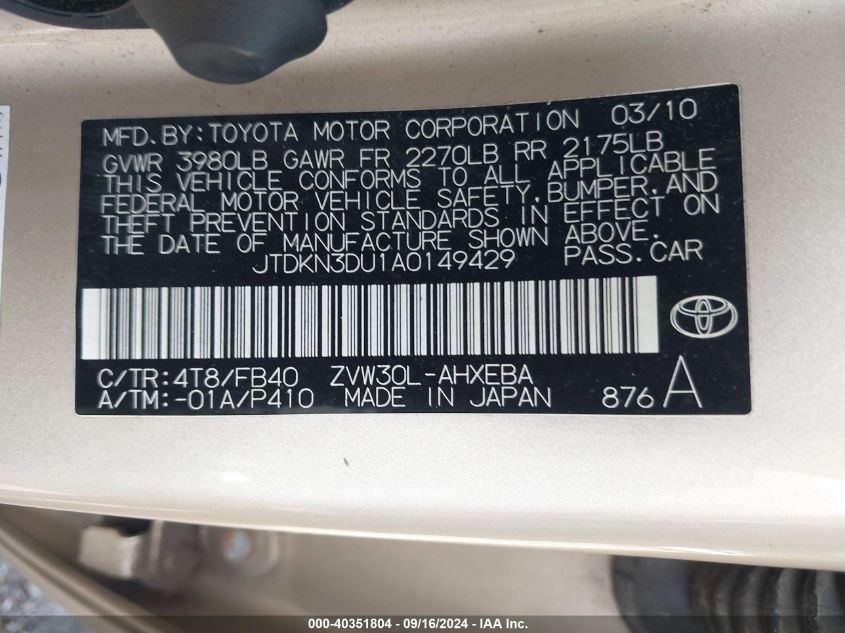 MFD.BY:TOYOTA MOTOR CORPORATION 03/10
GVWR 3980LB GAWR FR 2270LB RR 2175LB
THIS VEHICLE CONFORMS TO ALL APPLICABLE
FEDERAL MOTOR VEHICLE SAFETY,BUMPER,AND
THEFT PREVENTION STANDARDS IN EFFECT ON
THE DATE OF MANUFACTURE SHOWN ABOVE.
JTDKN3DU1A0149429 PASS.CAR
C/TR:4T8/FB40 ZVW30L-AHXEBA
A/TM:-01A/P410 MADE IN JAPAN 876 A
000-40351804 - 09/16/2024 - IAA Inc.